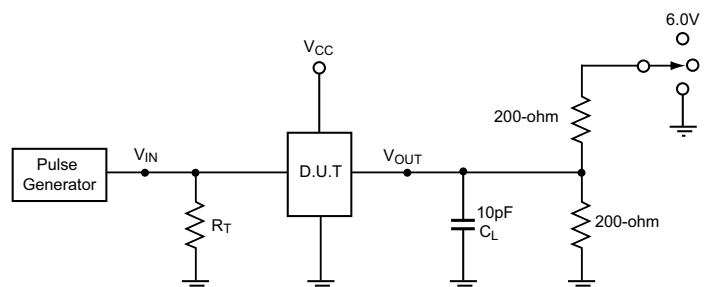 6.0V
V_CC
200-ohm
Pulse
Generator
V_IN
D.U.T
V_OUT
R_T
10pF
C_L
200-ohm